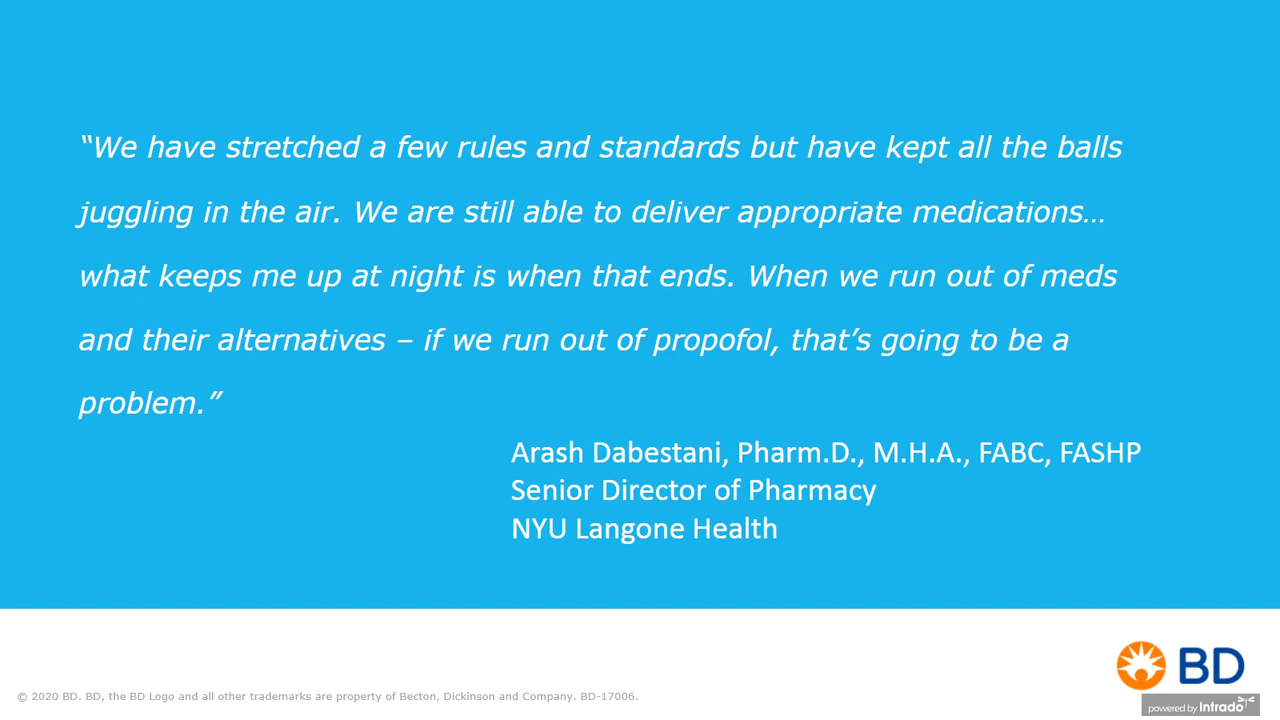 “We have stretched a few rules and standards but have kept all the balls
juggling in the air. We are still able to deliver appropriate medications…
what keeps me up at night is when that ends. When we run out of meds
and their alternatives – if we run out of propofol, that’s going to be a
problem.”
Arash Dabestani, Pharm.D., M.H.A., FABC, FASHP
Senior Director of Pharmacy
NYU Langone Health
BD
© 2020 BD. BD, the BD Logo and all other trademarks are property of Becton, Dickinson and Company. BD-17006.
powered by Intrado